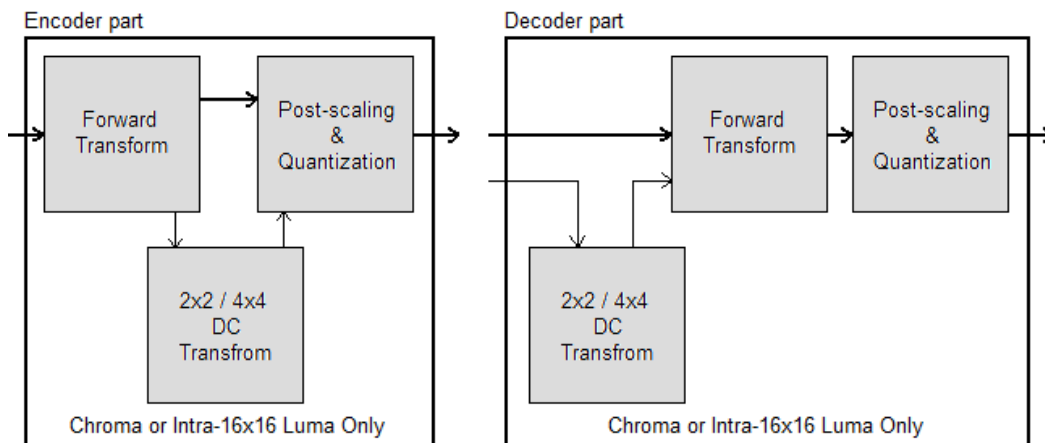 Encoder part
Forward
Transform
Post-scaling
&
Quantization
2x2 / 4x4
DC
Transfrom
Chroma or Intra-16x16 Luma Only
Decoder part
Forward
Transform
Post-scaling
&
Quantization
2x2 / 4x4
DC
Transfrom
Chroma or Intra-16x16 Luma Only